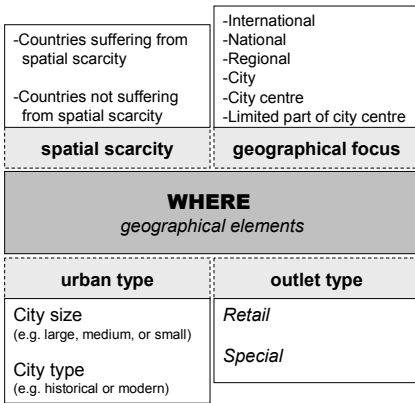 -Countries suffering from
spatial scarcity
-Countries not suffering
from spatial scarcity
spatial scarcity
-International
-National
-Regional
-City
-City centre
-Limited part of city centre
geographical focus
WHERE
geographical elements
urban type
City size
(e.g. large, medium, or small)
City type
(e.g. historical or modern)
outlet type
Retail
Special